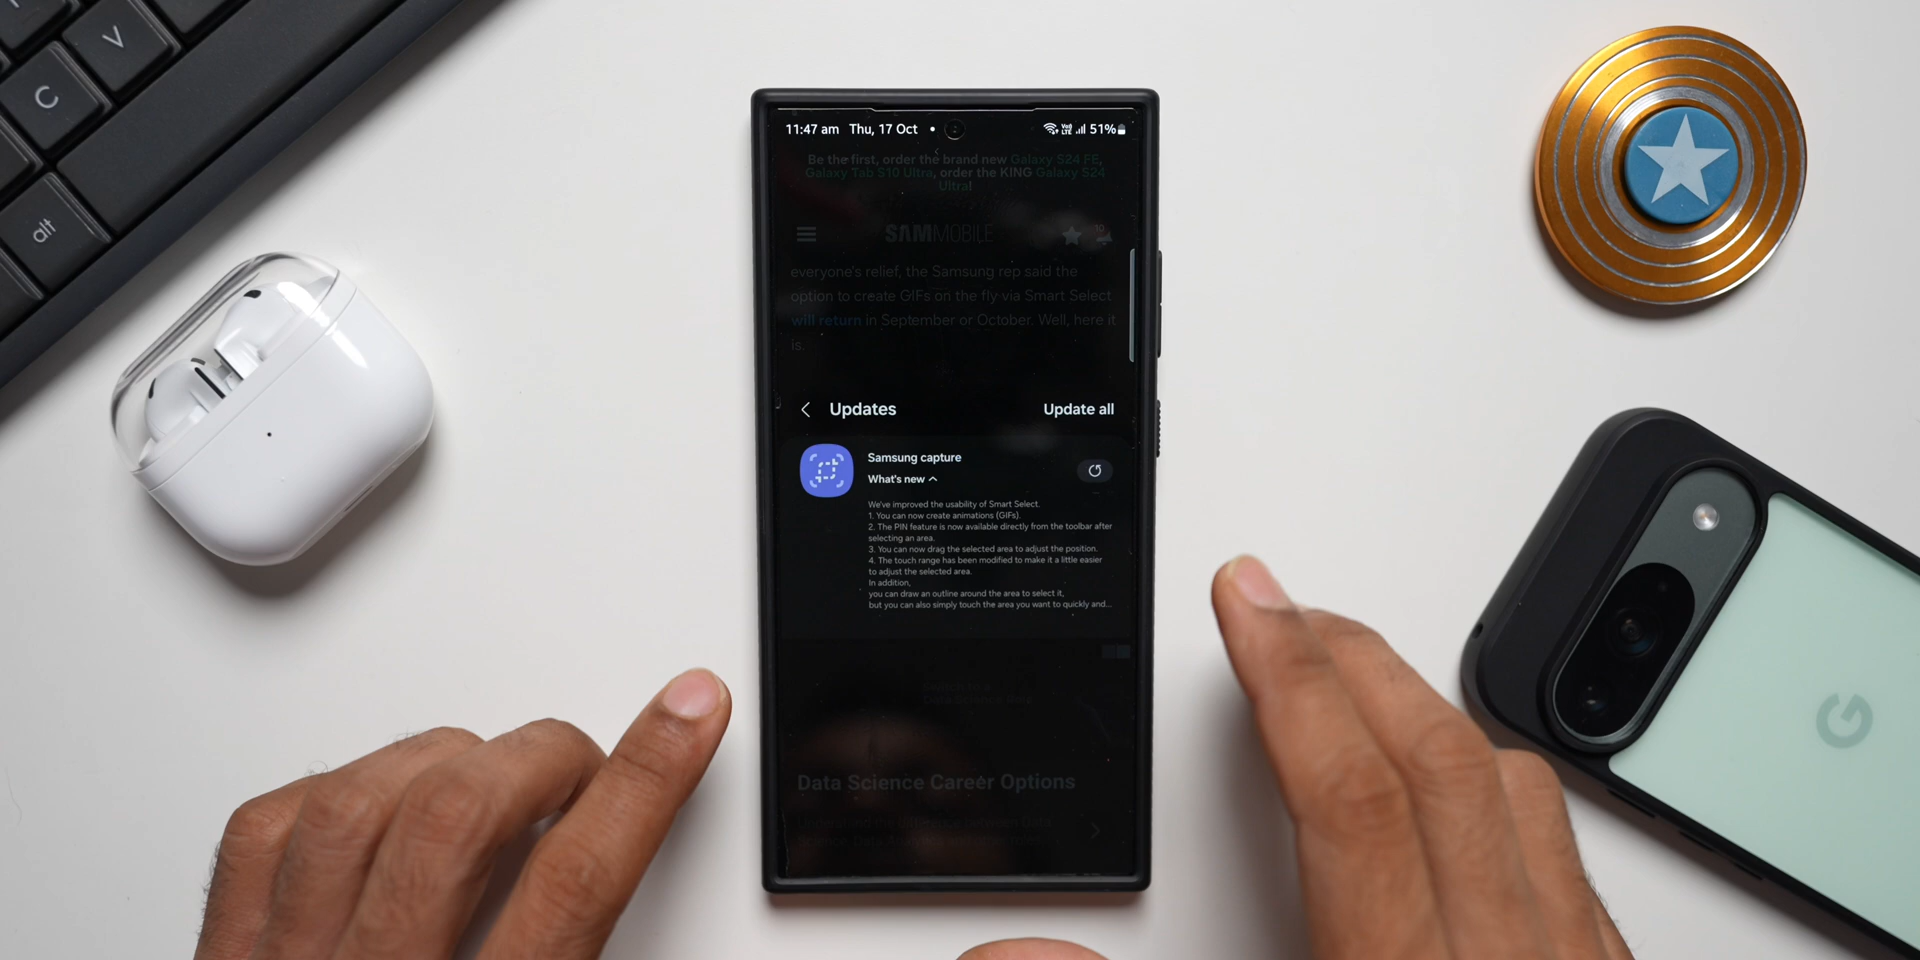 V
C
alt
11:47 am Thu, 17 Oct
51%
Be the first, order the brand new Galaxy S24 FE,
Galaxy Tab S10 Ultra, order the KING Galaxy S24
Ultra!
SAMMOBILE
10
everyone's relief, the Samsung rep said the
option to create GIFs on the fly via Smart Select
will return in September or October. Well, here it
is.
Updates
Update all
Samsung capture
What's new
We've improved the usability of Smart Select.
1. You can now create animations (GIFs).
2. The PIN feature is now available directly from the toolbar after
selecting an area.
3. You can now drag the selected area to adjust the position.
4. The touch range has been modified to make it a little easier
to adjust the selected area.
In addition,
you can draw an outline around the area to select it,
but you can also simply touch the area you want to quickly and...
Data Science Career Options
G